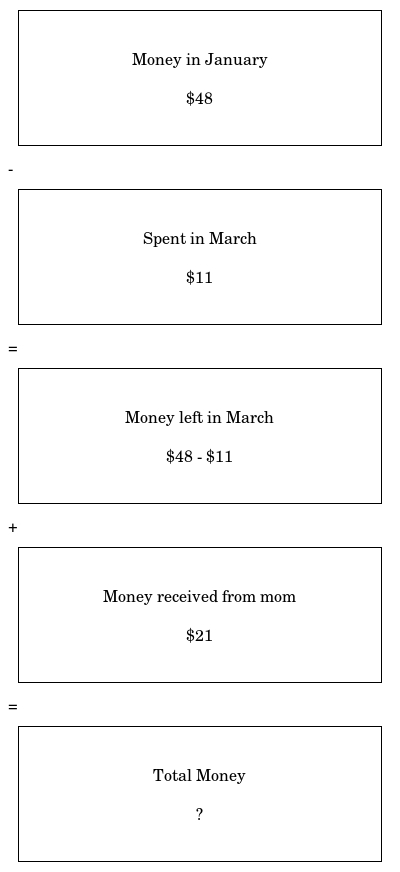 Money in January
$48
-
Spent in March
$11
=
Money left in March
$48 - $11
+
Money received from mom
$21
=
Total Money
?